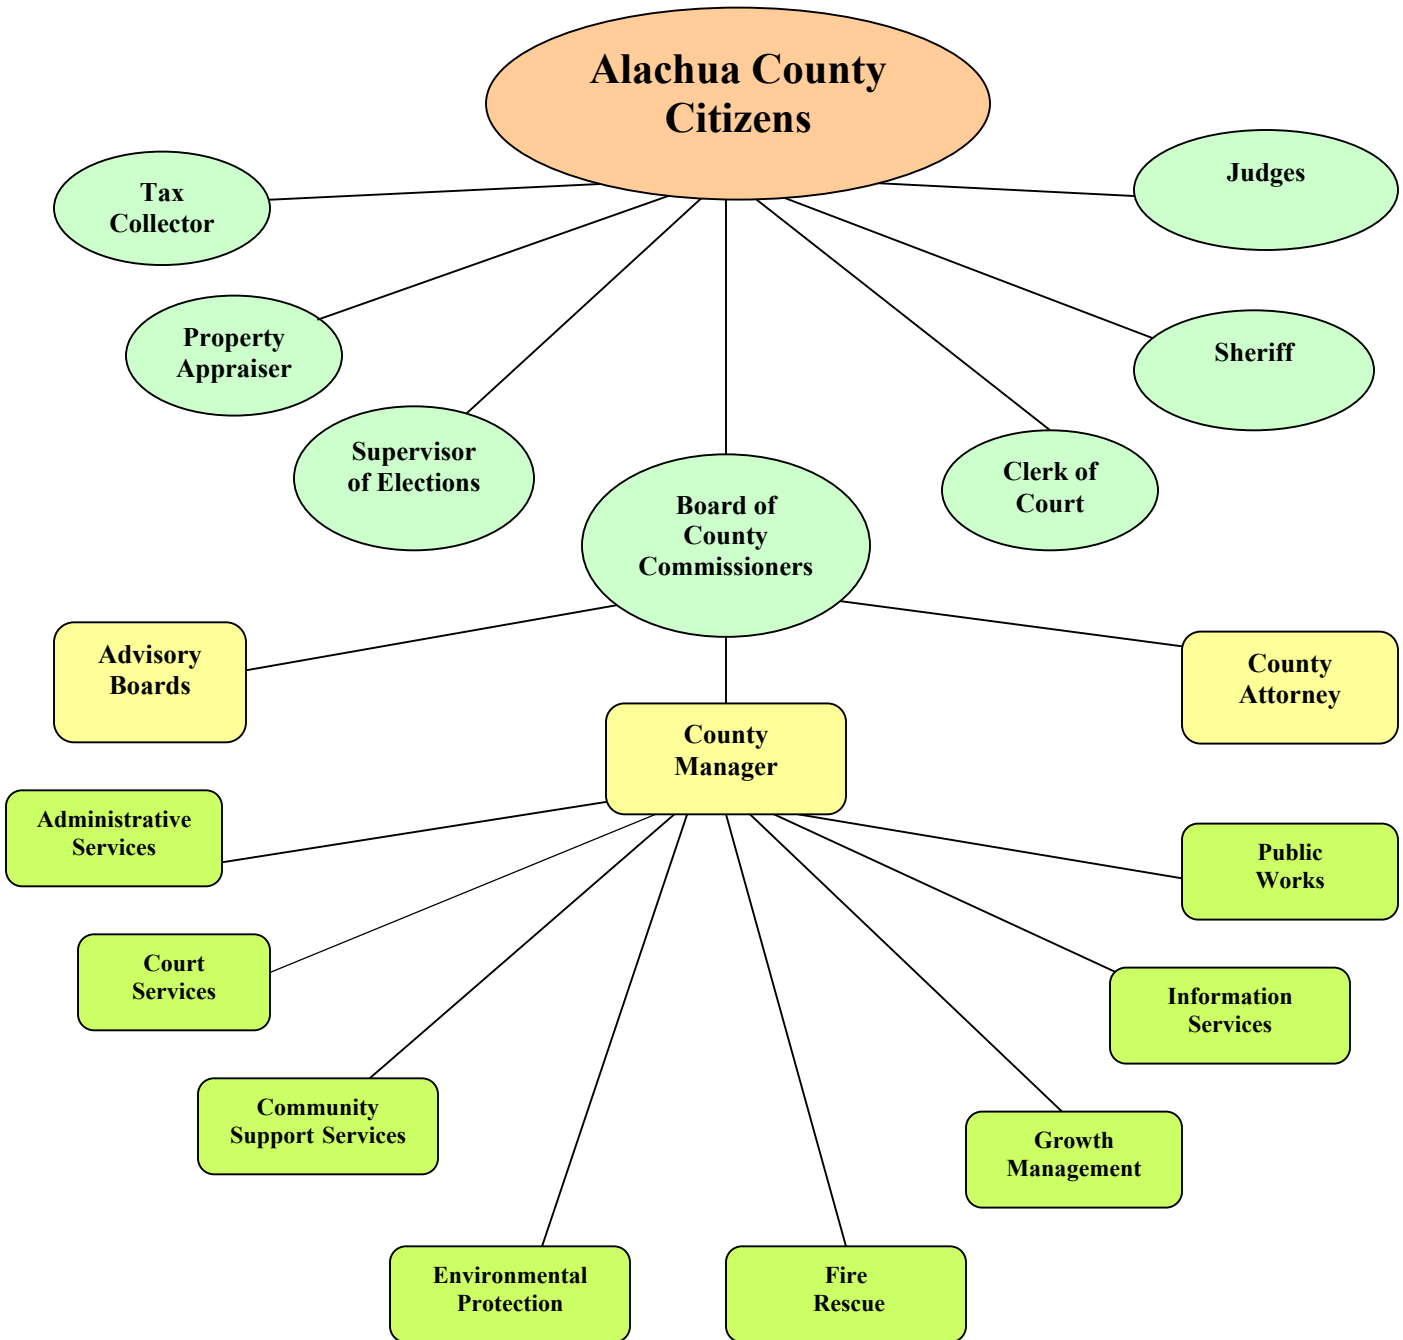 Alachua County
Citizens
Tax
Collector
Judges
Property
Appraiser
Sheriff
Supervisor
of Elections
Clerk of
Court
Board of
County
Commissioners
Advisory
Boards
County
Attorney
County
Manager
Administrative
Services
Public
Works
Court
Services
Information
Services
Community
Support Services
Growth
Management
Environmental
Protection
Fire
Rescue